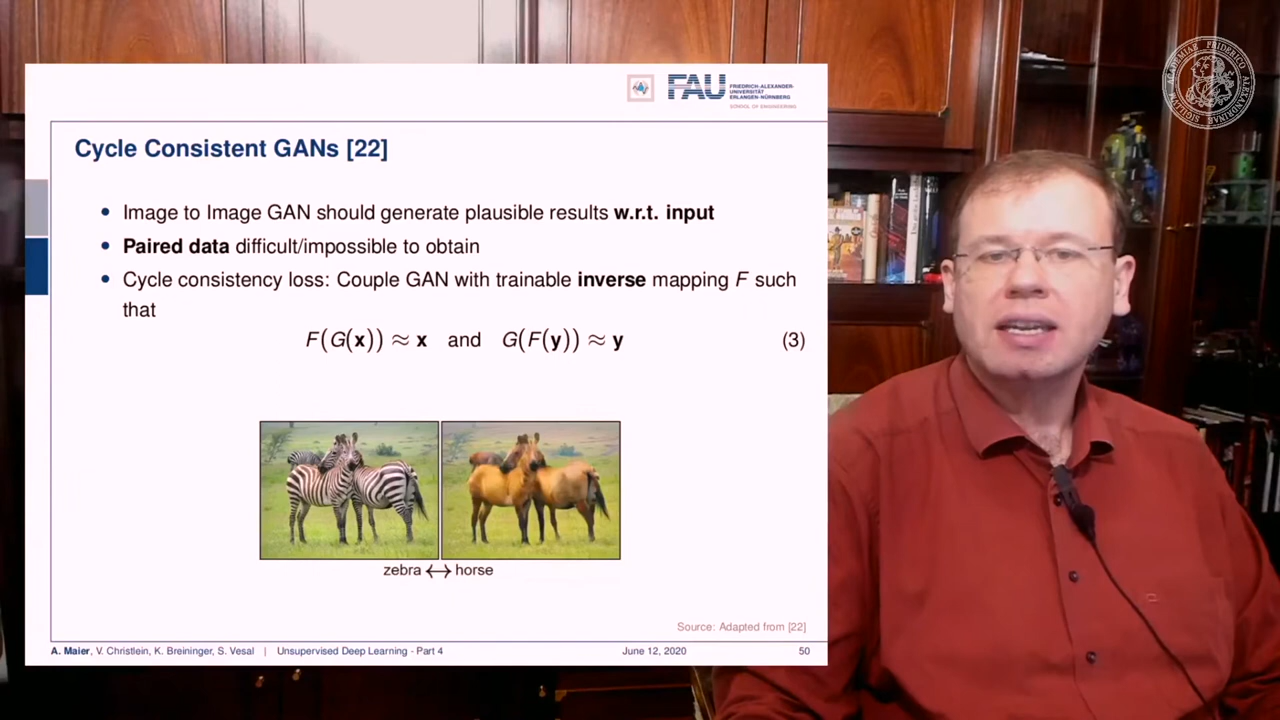 FAU
FRIEDRICH-ALEXANDER-
UNIVERSITÄT
ERLANGEN-NÜRNBERG
SCHOOL OF ENGINEERING
Cycle Consistent GANs [22]
• Image to Image GAN should generate plausible results w.r.t. input
• Paired data difficult/impossible to obtain
• Cycle consistency loss: Couple GAN with trainable inverse mapping F such
that
F(G(x)) ≈ x and G(F(y)) ≈ y (3)
zebra ⟷ horse
Source: Adapted from [22]
A. Maier, V. Christlein, K. Breininger, S. Vesal | Unsupervised Deep Learning - Part 4 June 12, 2020 50